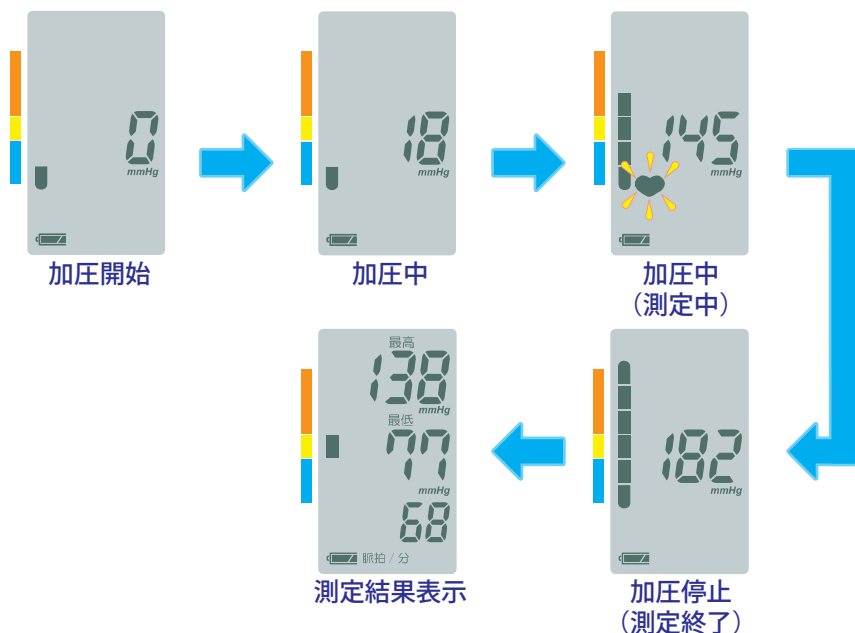 0
mmHg
加圧開始
18
mmHg
加圧中
145
mmHg
加圧中
（測定中）
182
mmHg
加圧停止
（測定終了）
最高
138
mmHg
最低
77
mmHg
68
脈拍／分
測定結果表示